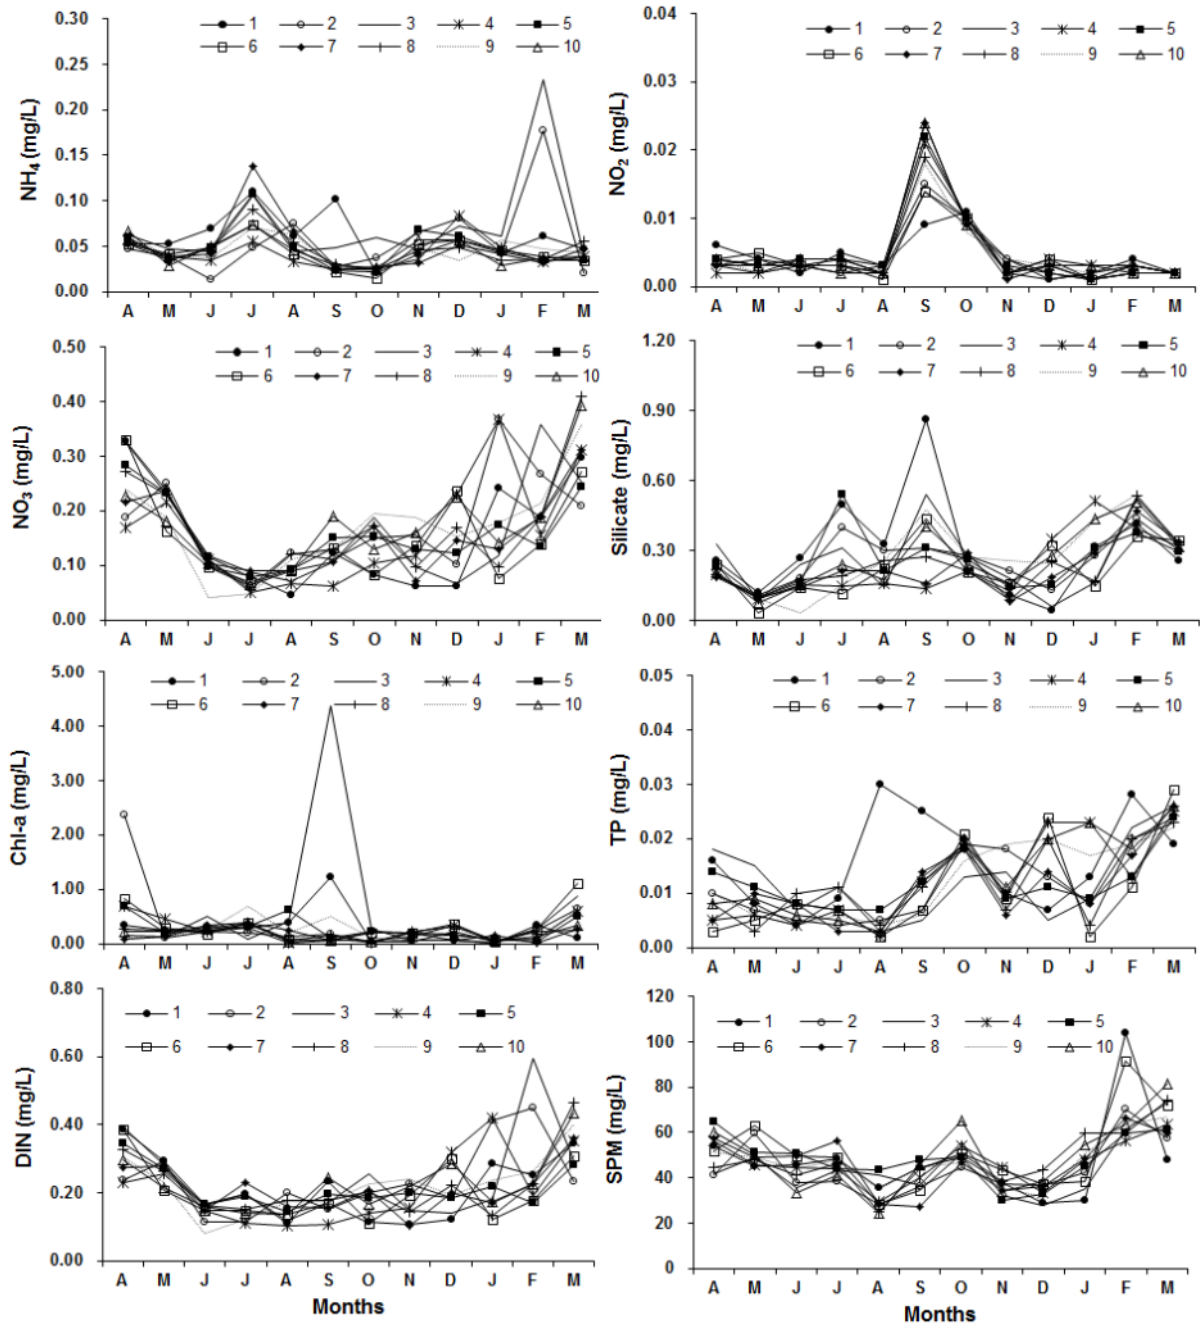 NH4 (mg/L)
0.30
0.25
0.20
0.15
0.10
0.05
0.00
1 2 3 4 5
6 7 8 9 10
A M J J A S O N D J F M
NO2 (mg/L)
0.04
0.03
0.02
0.01
0.00
1 2 3 4 5
6 7 8 9 10
A M J J A S O N D J F M
NO3 (mg/L)
0.50
0.40
0.30
0.20
0.10
0.00
1 2 3 4 5
6 7 8 9 10
A M J J A S O N D J F M
Silicate (mg/L)
1.20
0.90
0.60
0.30
0.00
1 2 3 4 5
6 7 8 9 10
A M J J A S O N D J F M
Chl-a (mg/L)
5.00
4.00
3.00
2.00
1.00
0.00
1 2 3 4 5
6 7 8 9 10
A M J J A S O N D J F M
TP (mg/L)
0.05
0.04
0.03
0.02
0.01
0.00
1 2 3 4 5
6 7 8 9 10
A M J J A S O N D J F M
DIN (mg/L)
0.80
0.60
0.40
0.20
0.00
1 2 3 4 5
6 7 8 9 10
A M J J A S O N D J F M
Months
SPM (mg/L)
120
100
80
60
40
20
0
1 2 3 4 5
6 7 8 9 10
A M J J A S O N D J F M
Months